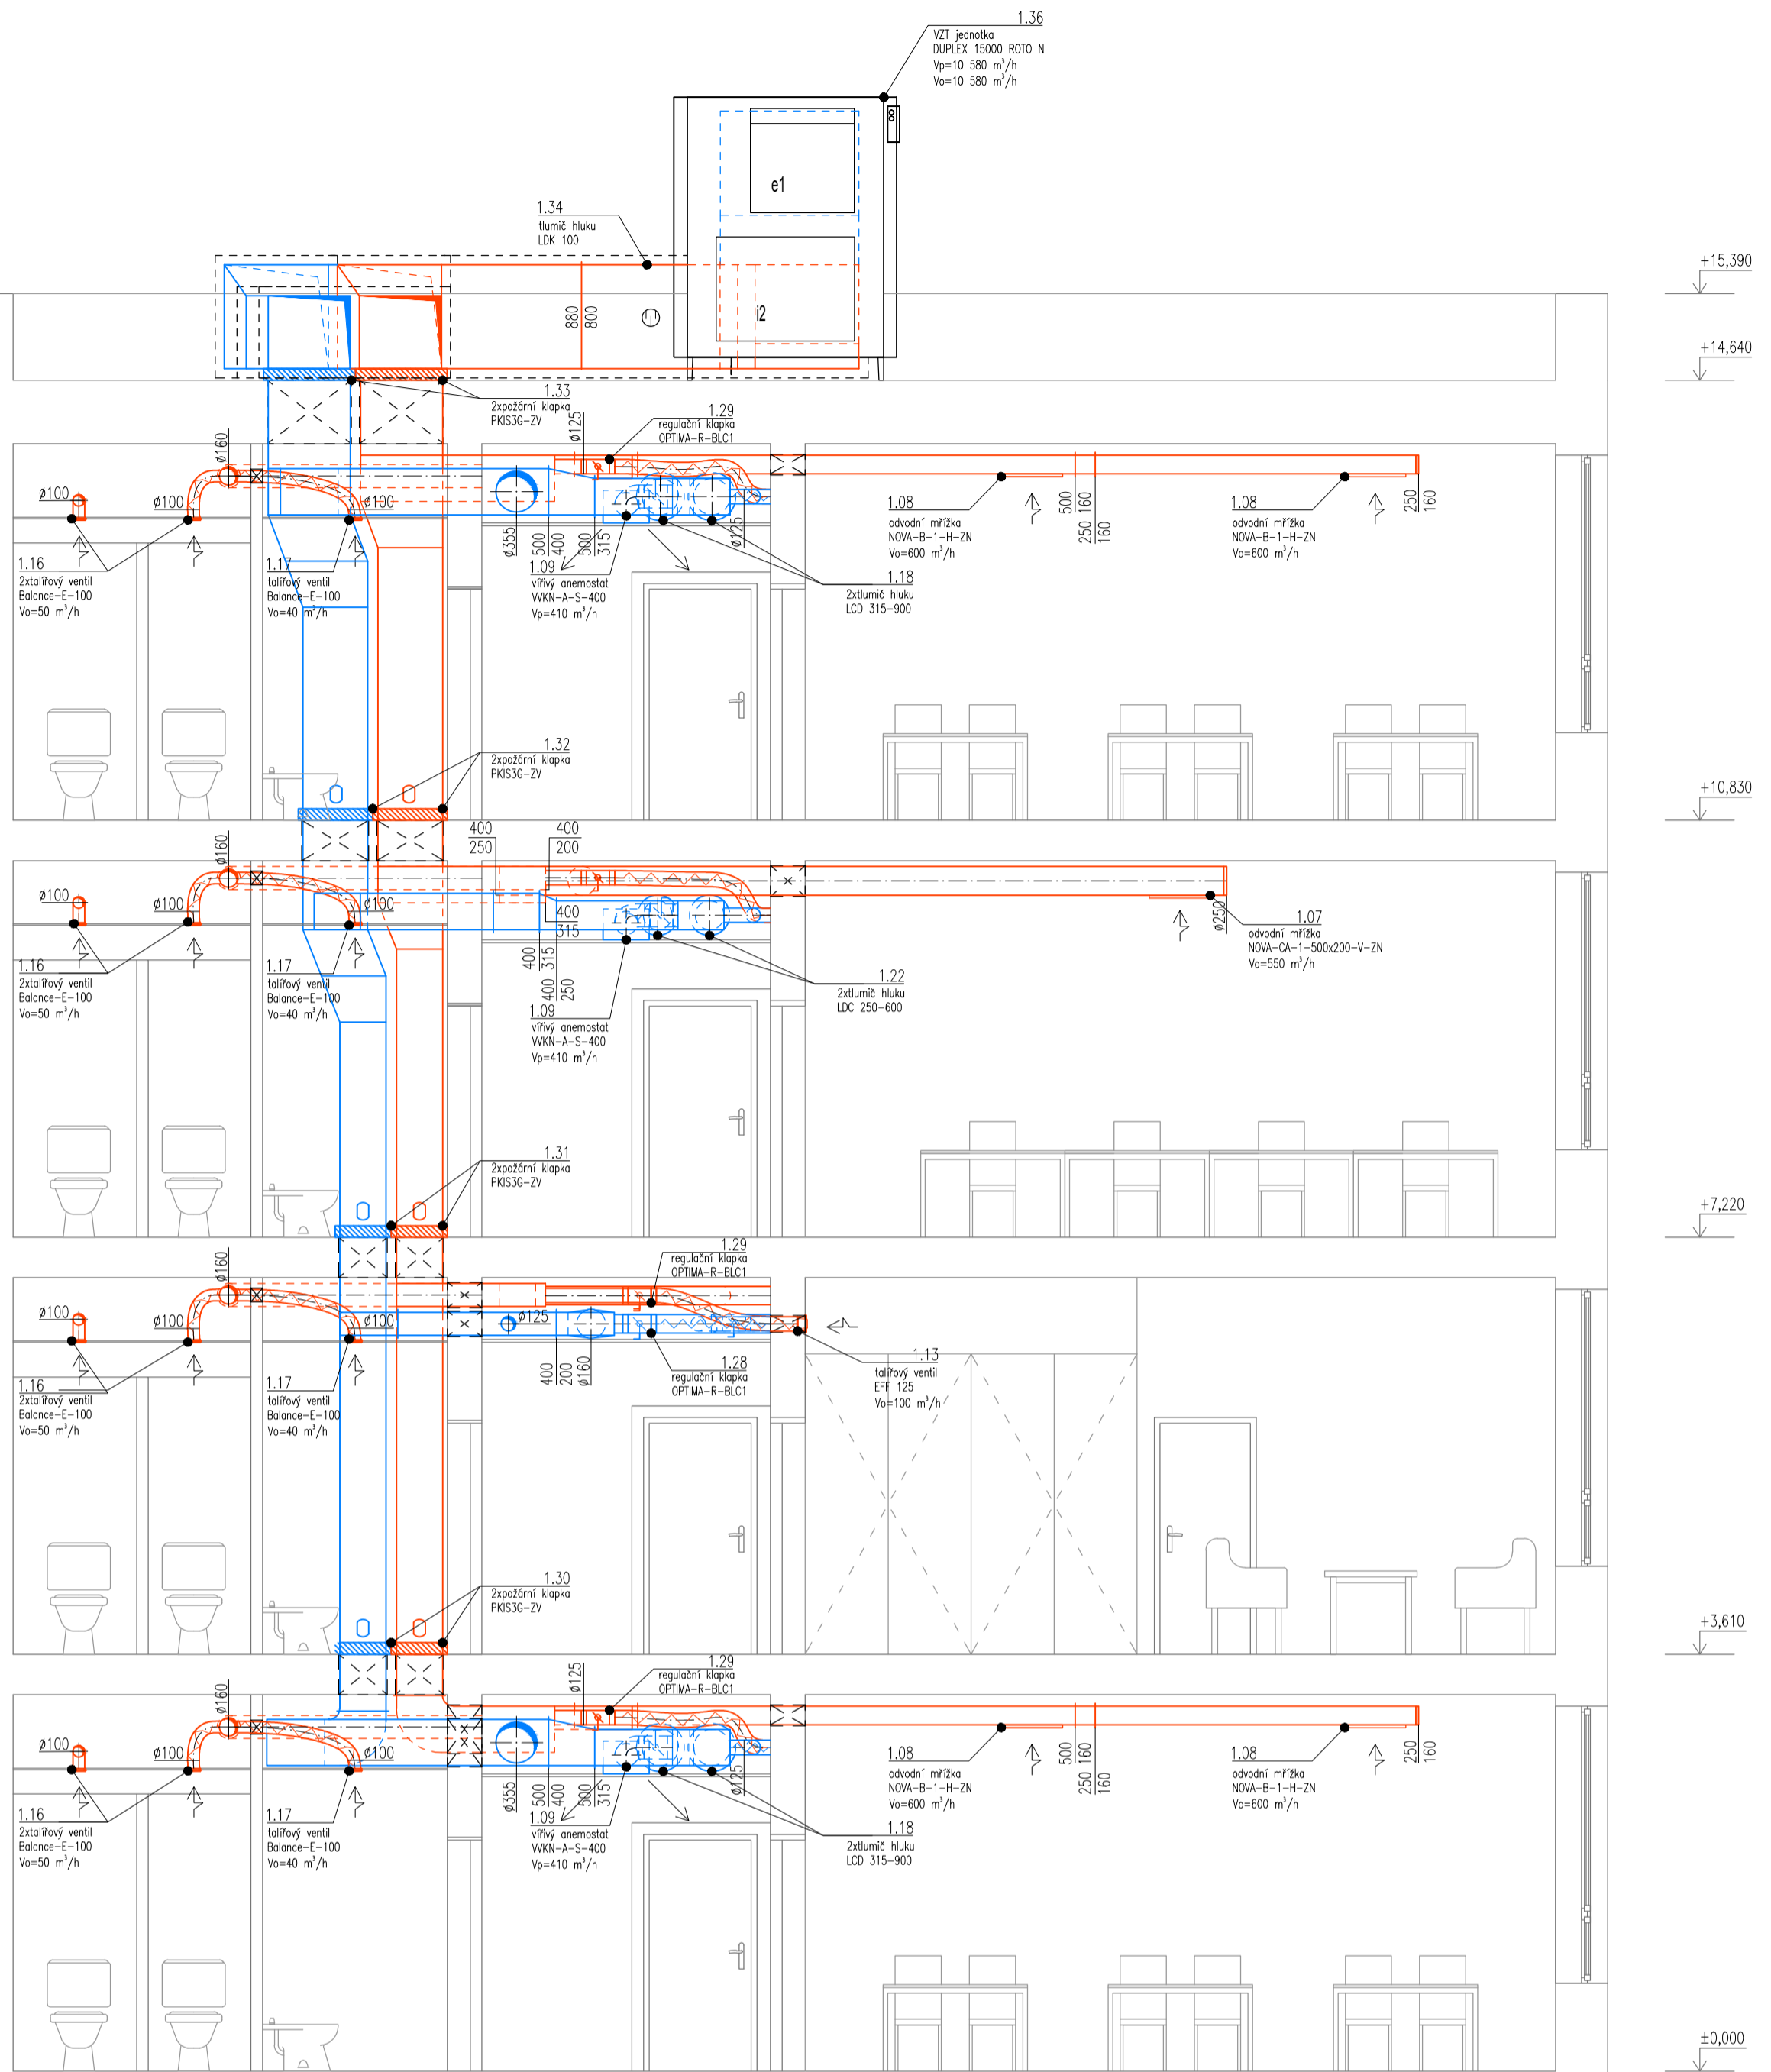 1.36
VZT jednotka
DUPLEX 15000 ROTO N
Vp=10 580 m³/h
Vo=10 580 m³/h
e1
1.34
tlumič hluku
LDK 100
+15,390
880
800
i2
+14,640
1.33
2xpožární klapka
PKIS3G-ZV
1.29
regulační klapka
OPTIMA-R-BLC1
ø125
ø160
ø100
ø100
ø100
ø355
500
400
500
315
ø125
500
160
250
160
250
160
1.08
odvodní mřížka
NOVA-B-1-H-ZN
Vo=600 m³/h
1.08
odvodní mřížka
NOVA-B-1-H-ZN
Vo=600 m³/h
1.16
2xtalířový ventil
Balance-E-100
Vo=50 m³/h
1.17
talířový ventil
Balance-E-100
Vo=40 m³/h
1.09
vířivý anemostat
VVKN-A-S-400
Vp=410 m³/h
1.18
2xtlumič hluku
LCD 315-900
1.32
2xpožární klapka
PKIS3G-ZV
+10,830
400
250
400
200
ø160
ø100
ø100
ø100
400
315
400
315
400
250
ø250
1.07
odvodní mřížka
NOVA-CA-1-500x200-V-ZN
Vo=550 m³/h
1.16
2xtalířový ventil
Balance-E-100
Vo=50 m³/h
1.17
talířový ventil
Balance-E-100
Vo=40 m³/h
1.09
vířivý anemostat
VVKN-A-S-400
Vp=410 m³/h
1.22
2xtlumič hluku
LDC 250-600
1.31
2xpožární klapka
PKIS3G-ZV
+7,220
1.29
regulační klapka
OPTIMA-R-BLC1
ø160
ø100
ø100
ø100
ø125
400
200
ø160
1.28
regulační klapka
OPTIMA-R-BLC1
1.13
talířový ventil
EFF 125
Vo=100 m³/h
1.16
2xtalířový ventil
Balance-E-100
Vo=50 m³/h
1.17
talířový ventil
Balance-E-100
Vo=40 m³/h
1.30
2xpožární klapka
PKIS3G-ZV
+3,610
1.29
regulační klapka
OPTIMA-R-BLC1
ø125
ø160
ø100
ø100
ø100
ø355
500
400
500
315
ø125
500
160
250
160
250
160
1.08
odvodní mřížka
NOVA-B-1-H-ZN
Vo=600 m³/h
1.08
odvodní mřížka
NOVA-B-1-H-ZN
Vo=600 m³/h
1.16
2xtalířový ventil
Balance-E-100
Vo=50 m³/h
1.17
talířový ventil
Balance-E-100
Vo=40 m³/h
1.09
vířivý anemostat
VVKN-A-S-400
Vp=410 m³/h
1.18
2xtlumič hluku
LCD 315-900
±0,000